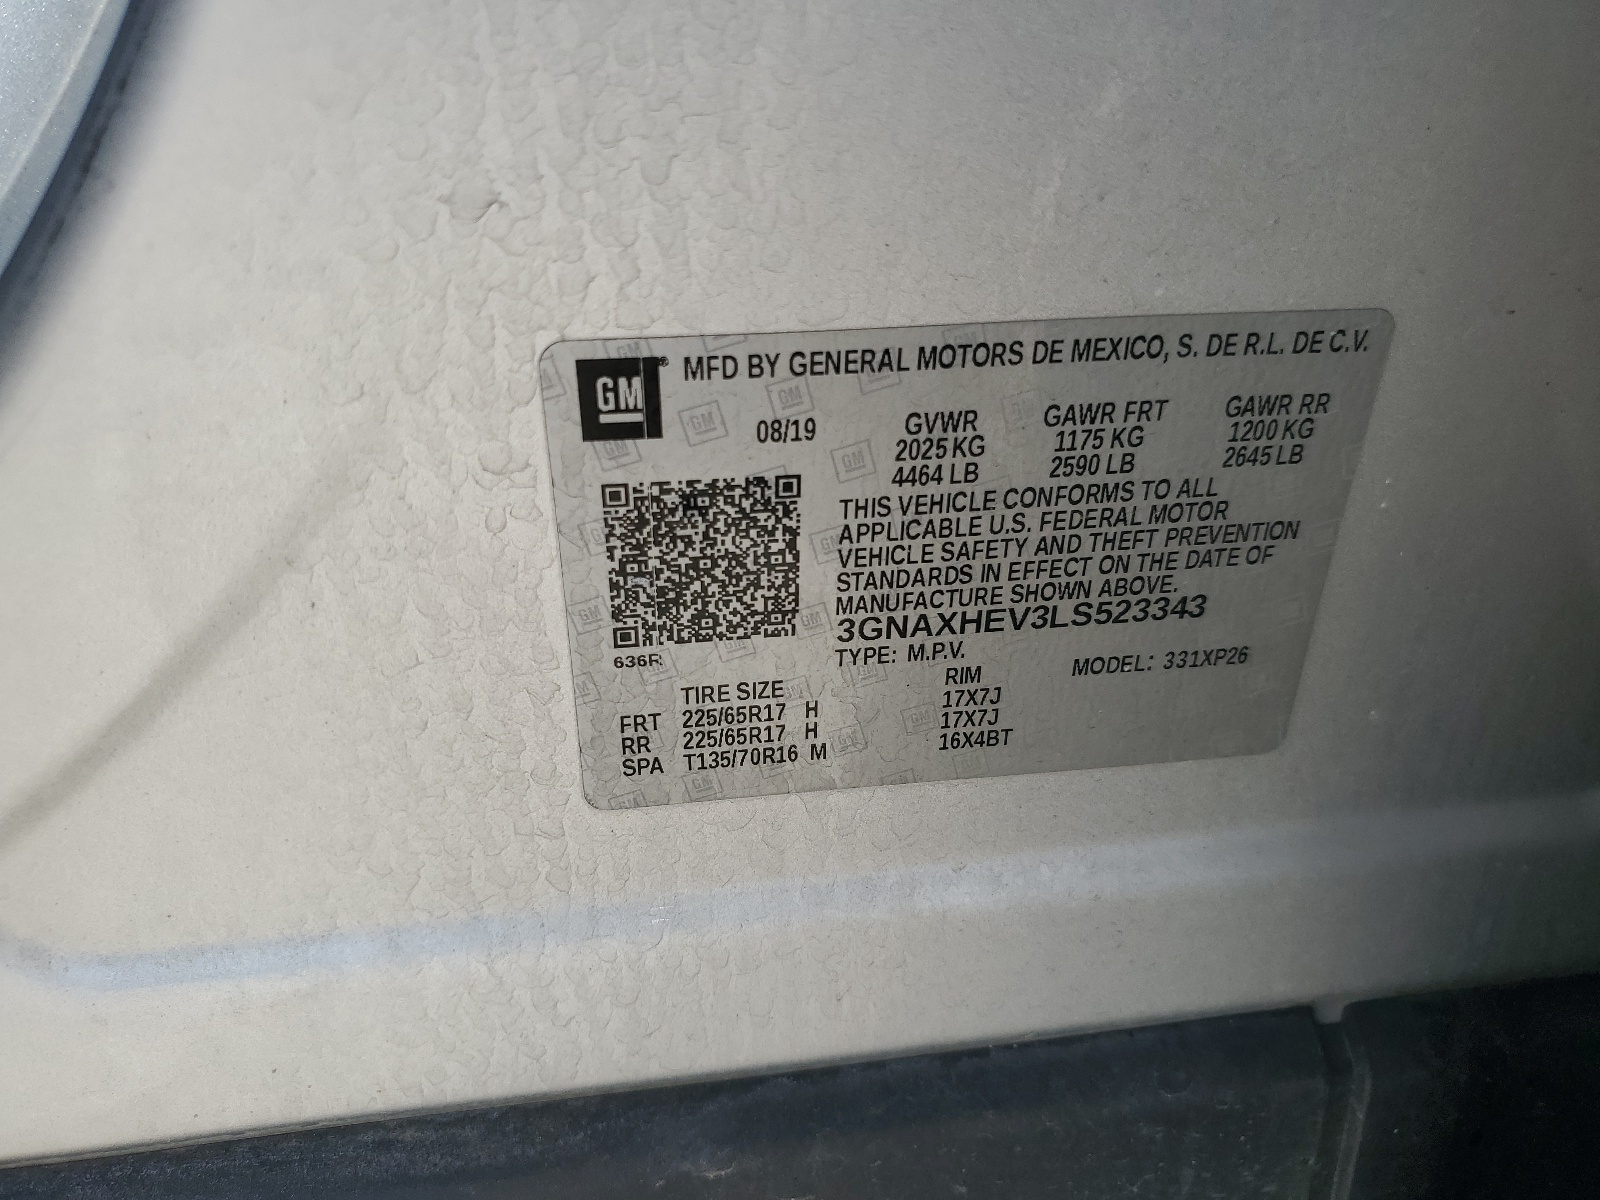 GM® MFD BY GENERAL MOTORS DE MEXICO, S. DE R.L. DE C.V.
08/19
GVWR GAWR FRT GAWR RR
2025 KG 1175 KG 1200 KG
4464 LB 2590 LB 2645 LB
THIS VEHICLE CONFORMS TO ALL
APPLICABLE U.S. FEDERAL MOTOR
VEHICLE SAFETY AND THEFT PREVENTION
STANDARDS IN EFFECT ON THE DATE OF
MANUFACTURE SHOWN ABOVE.
3GNAXHEV3LS523343
636R
TYPE: M.P.V. MODEL: 331XP26
TIRE SIZE RIM
FRT 225/65R17 H 17X7J
RR 225/65R17 H 17X7J
SPA T135/70R16 M 16X4BT